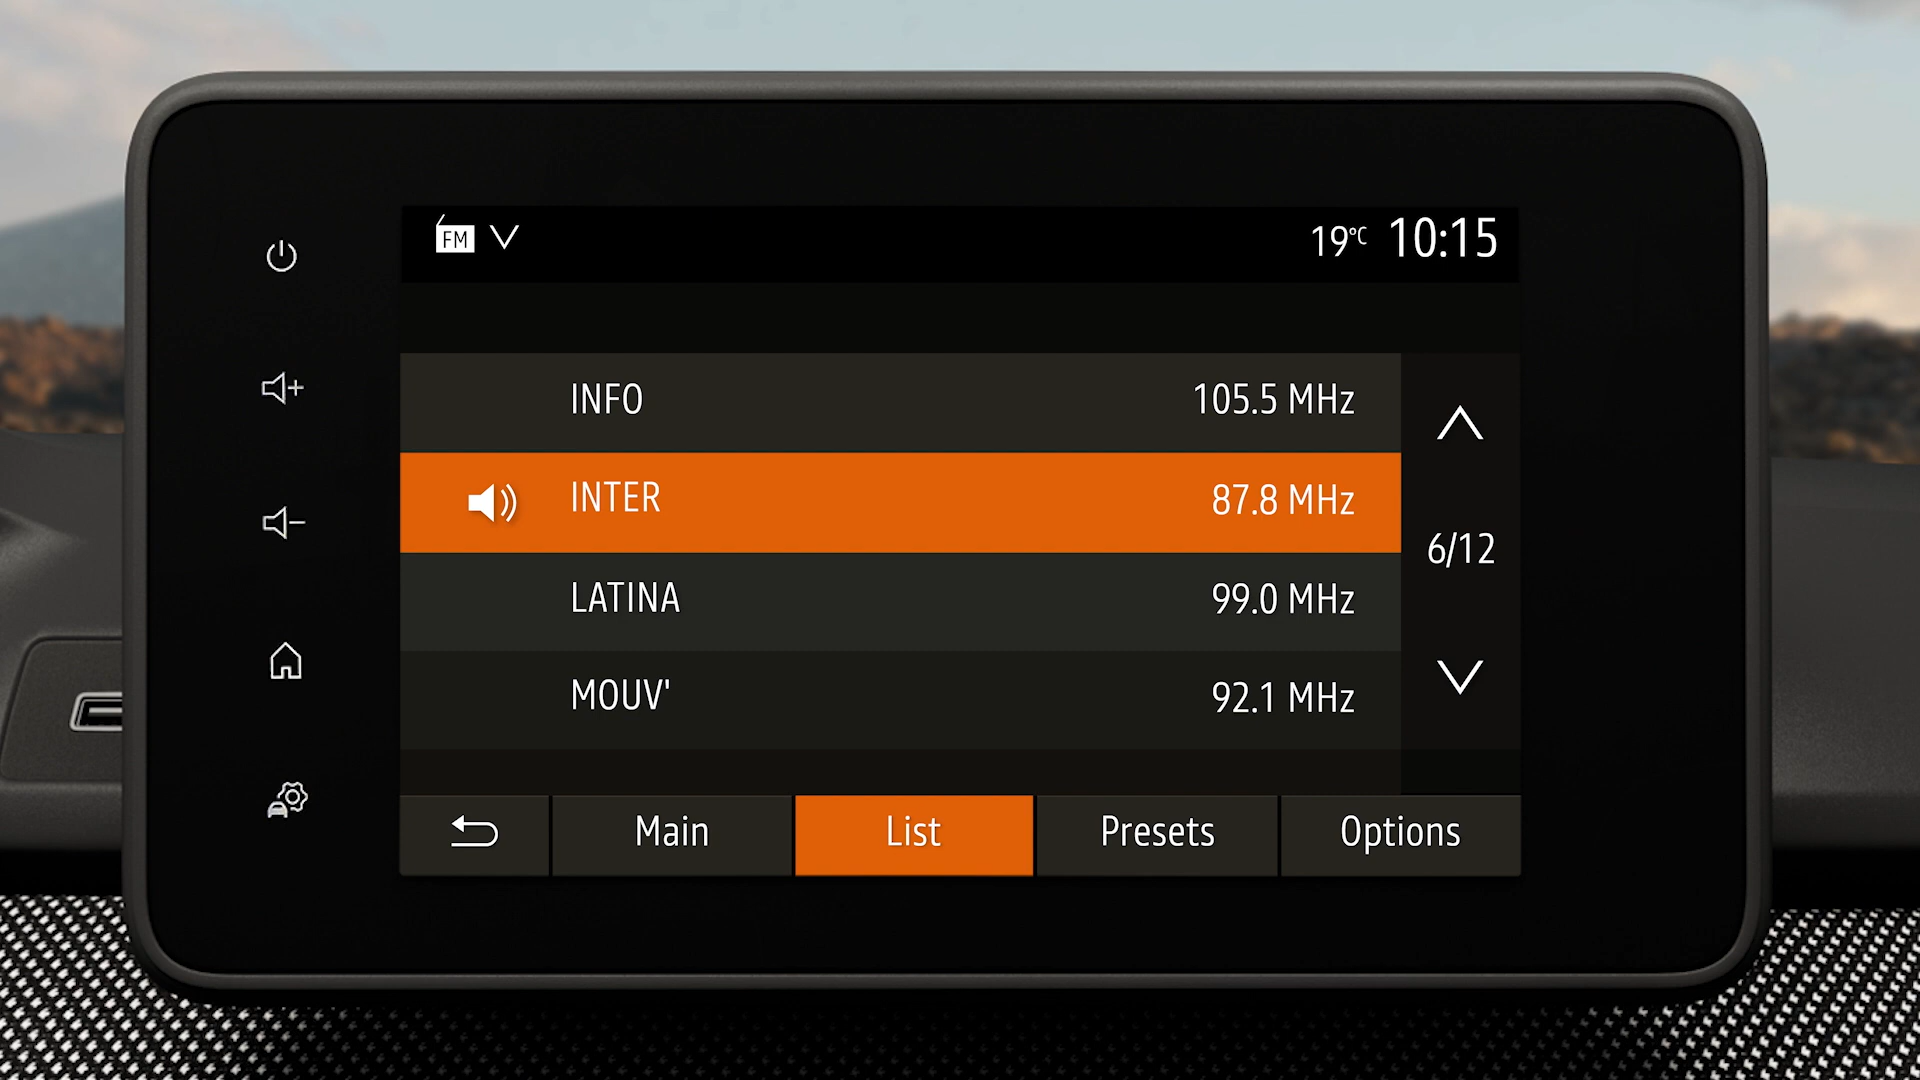 FM
19°C 10:15
INFO 105.5 MHz
INTER 87.8 MHz
6/12
LATINA 99.0 MHz
MOUV' 92.1 MHz
Main List Presets Options